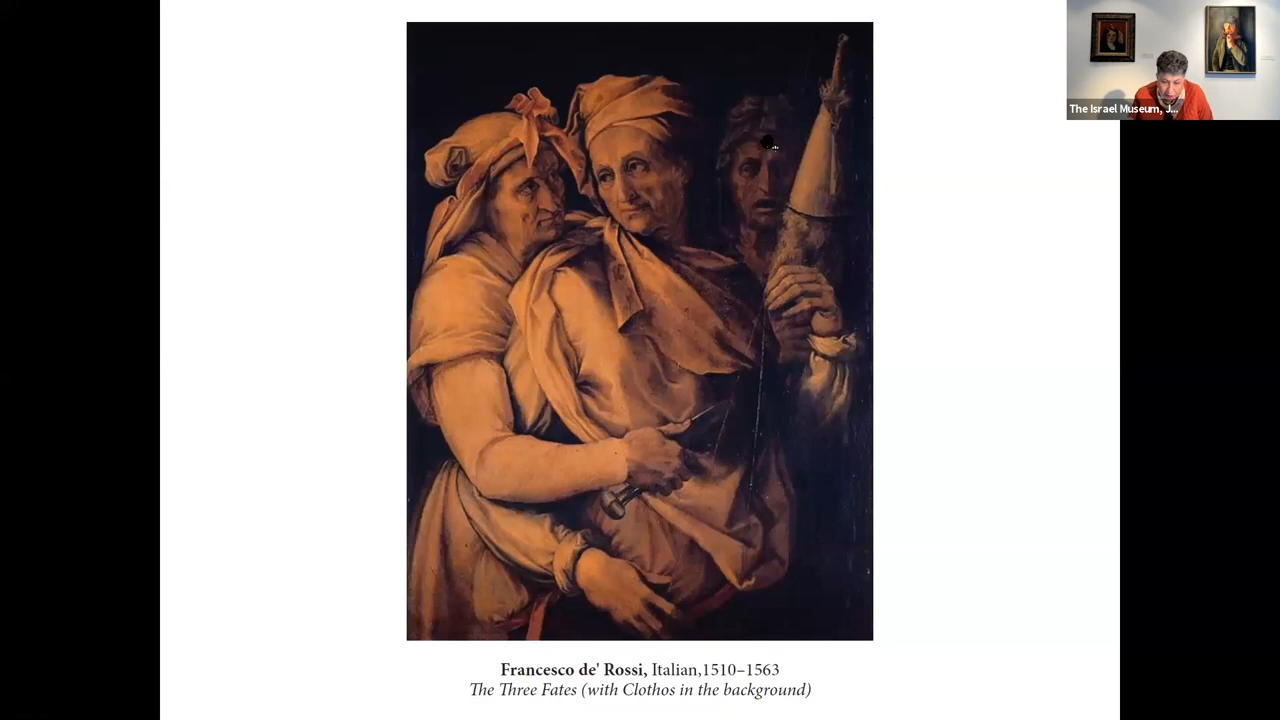 The Israel Museum, J...
Francesco de' Rossi, Italian,1510–1563
The Three Fates (with Clothos in the background)